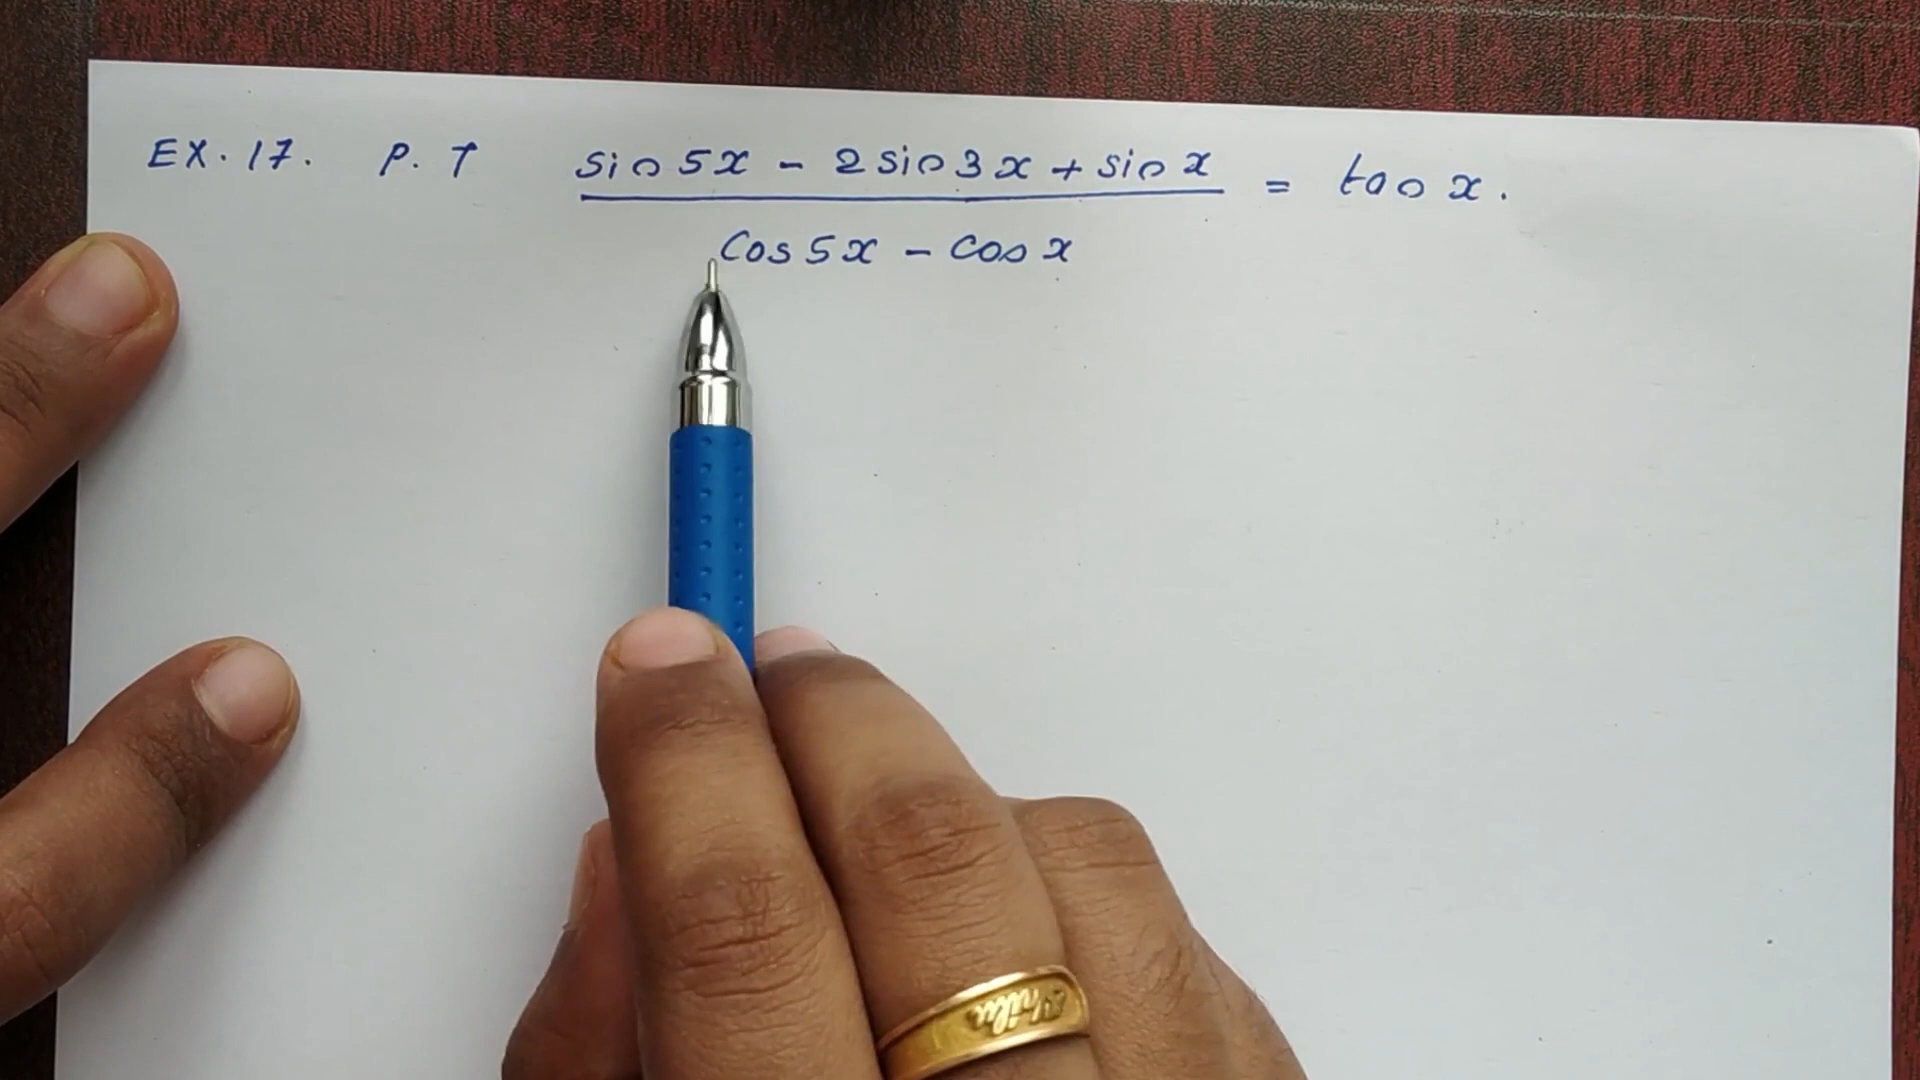 EX. 17. P. T sin 5x - 2 sin 3x + sin x = tan x.
cos 5x - cos x